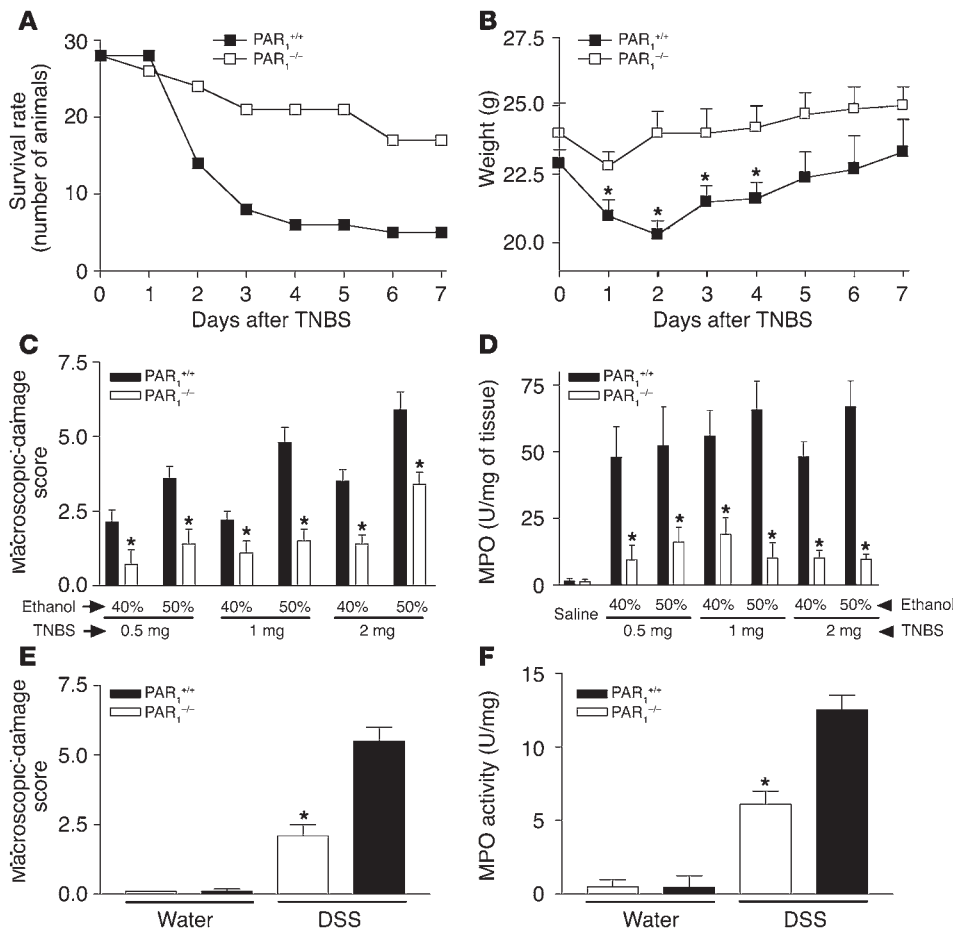 A
PAR₁⁺/⁺
PAR₁⁻/⁻
Survival rate
(number of animals)
30
20
10
0
0 1 2 3 4 5 6 7
Days after TNBS
B
PAR₁⁺/⁺
PAR₁⁻/⁻
Weight (g)
27.5
25.0
22.5
20.0
* * * *
0 1 2 3 4 5 6 7
Days after TNBS
C
PAR₁⁺/⁺
PAR₁⁻/⁻
Macroscopic-damage
score
7.5
5.0
2.5
0.0
* * * * * *
Ethanol 40% 50% 40% 50% 40% 50%
TNBS 0.5 mg 1 mg 2 mg
D
PAR₁⁺/⁺
PAR₁⁻/⁻
MPO (U/mg of tissue)
75
50
25
0
* * * * * *
Saline 40% 50% 40% 50% 40% 50% Ethanol
0.5 mg 1 mg 2 mg TNBS
E
PAR₁⁺/⁺
PAR₁⁻/⁻
Macroscopic-damage
score
7.5
5.0
2.5
0.0
*
Water DSS
F
PAR₁⁺/⁺
PAR₁⁻/⁻
MPO activity (U/mg)
15
10
5
0
*
Water DSS